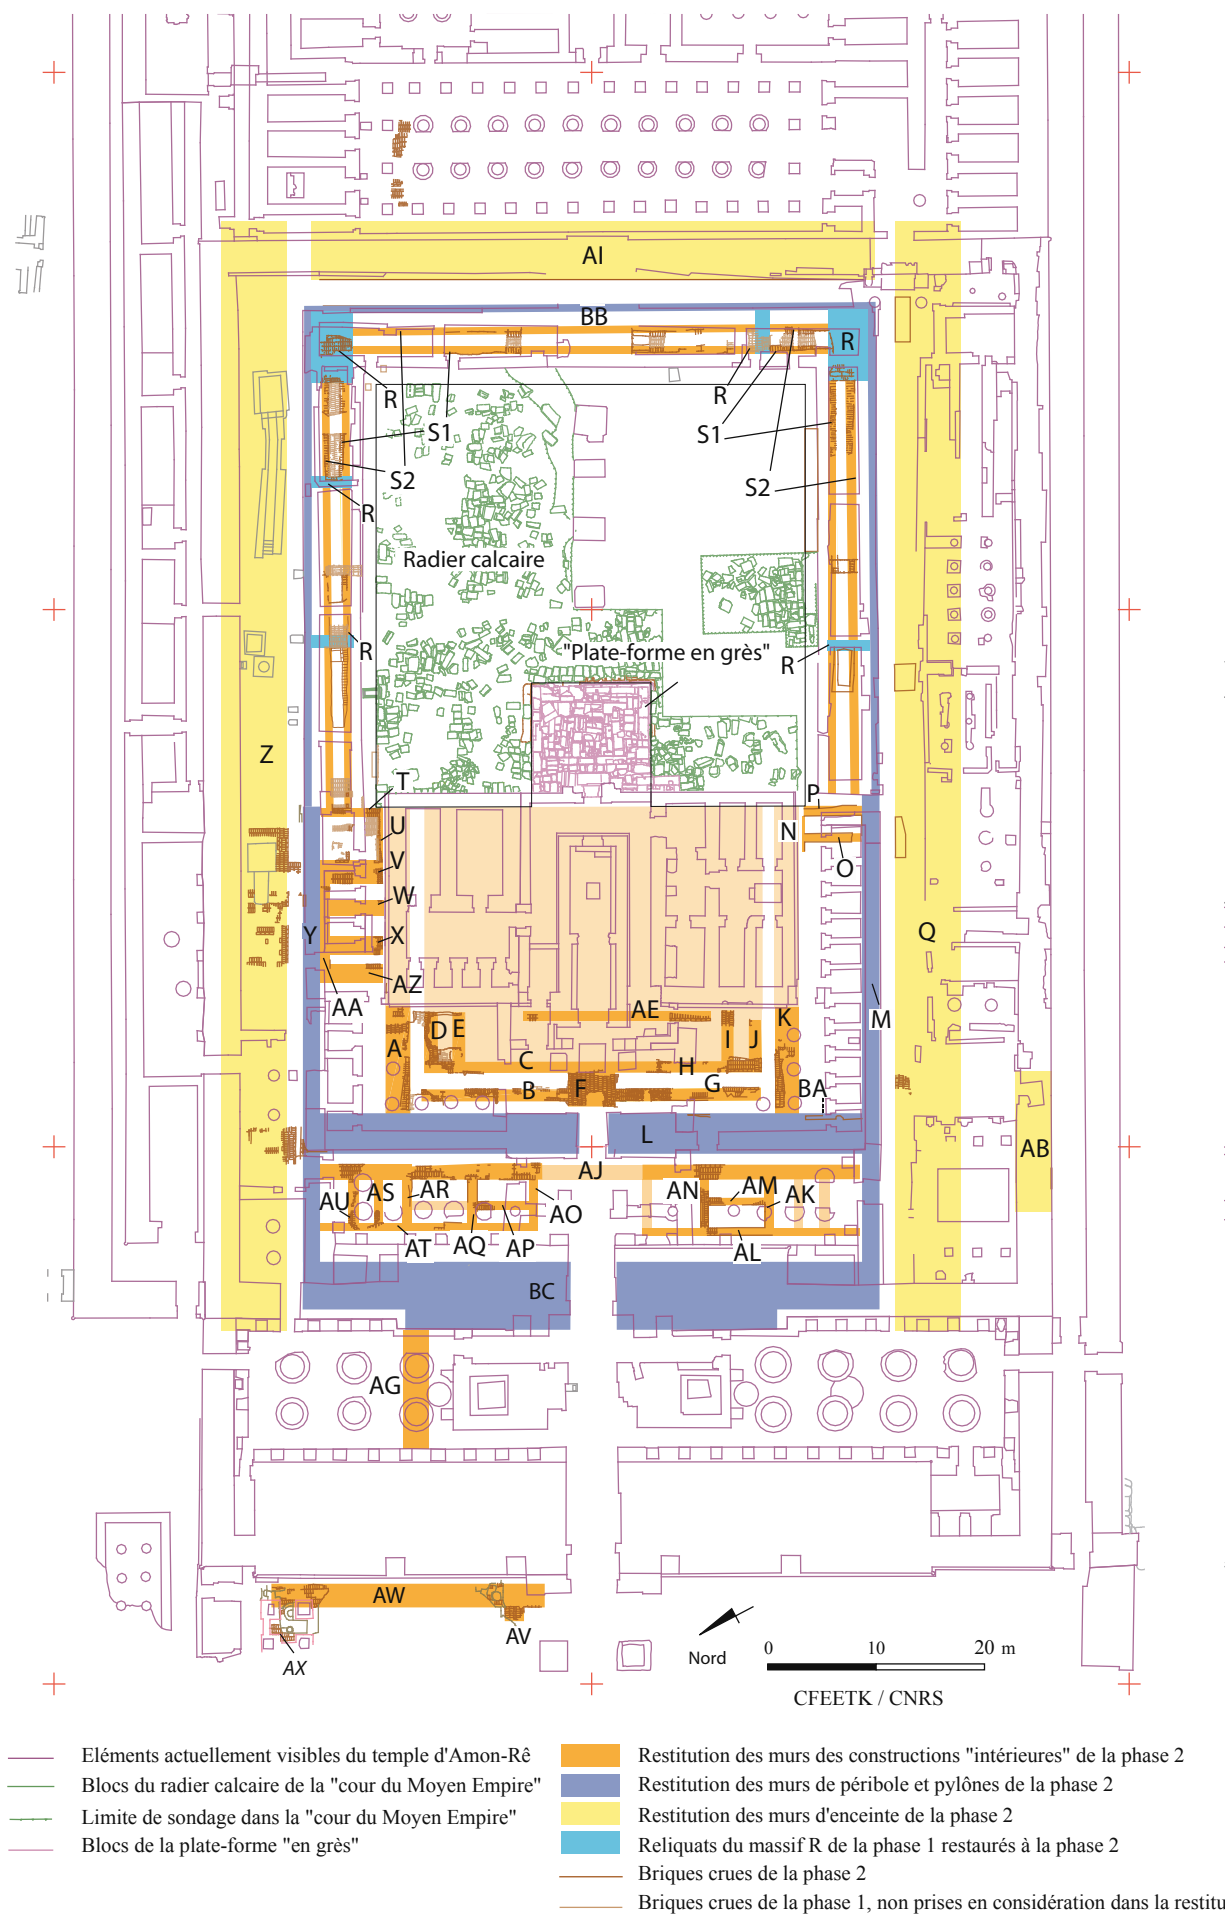 AI
BB
R
R
R
S1
S1
S2
S2
R
Radier calcaire
"Plate-forme en grès"
R
R
Z
T
P
U
N
V
O
W
Y
X
Q
AZ
AA
M
AE
K
D
E
A
I
J
C
H
B
F
G
BA
L
AB
AJ
AU
AS
AR
AN
AM
AK
AO
AT
AQ
AP
AL
BC
AG
AW
AV
AX
Nord
0 10 20 m
CFEETK / CNRS
Eléments actuellement visibles du temple d'Amon-Rê
Blocs du radier calcaire de la "cour du Moyen Empire"
Limite de sondage dans la "cour du Moyen Empire"
Blocs de la plate-forme "en grès"
Restitution des murs des constructions "intérieures" de la phase 2
Restitution des murs de péribole et pylônes de la phase 2
Restitution des murs d'enceinte de la phase 2
Reliquats du massif R de la phase 1 restaurés à la phase 2
Briques crues de la phase 2
Briques crues de la phase 1, non prises en considération dans la restitu